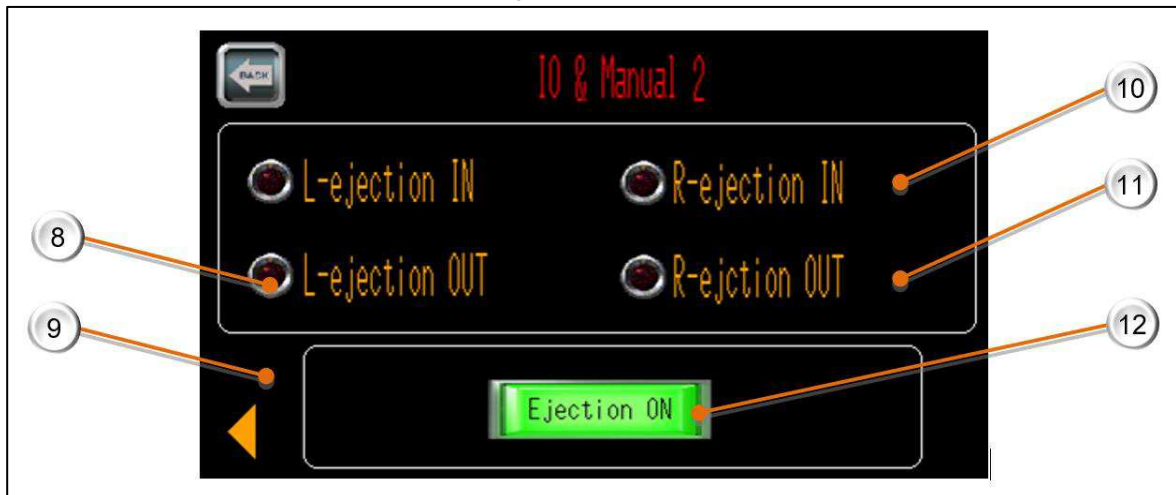 BACK
IO & Manual 2
10
L-ejection IN
R-ejection IN
11
8
L-ejection OUT
R-ejction OUT
9
12
Ejection ON